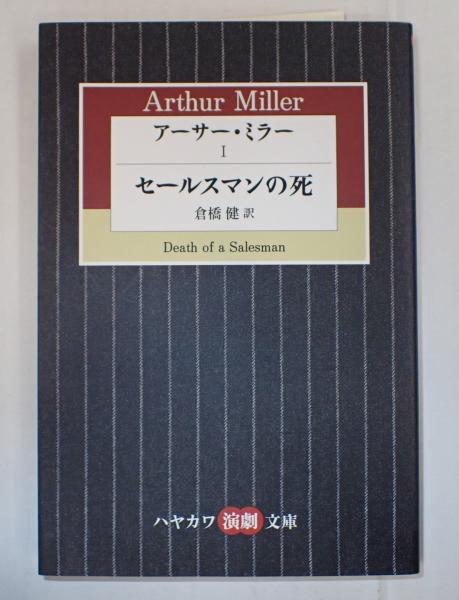 Arthur Miller
アーサー・ミラー
I
セールスマンの死
倉橋 健 訳
Death of a Salesman
ハヤカワ演劇文庫